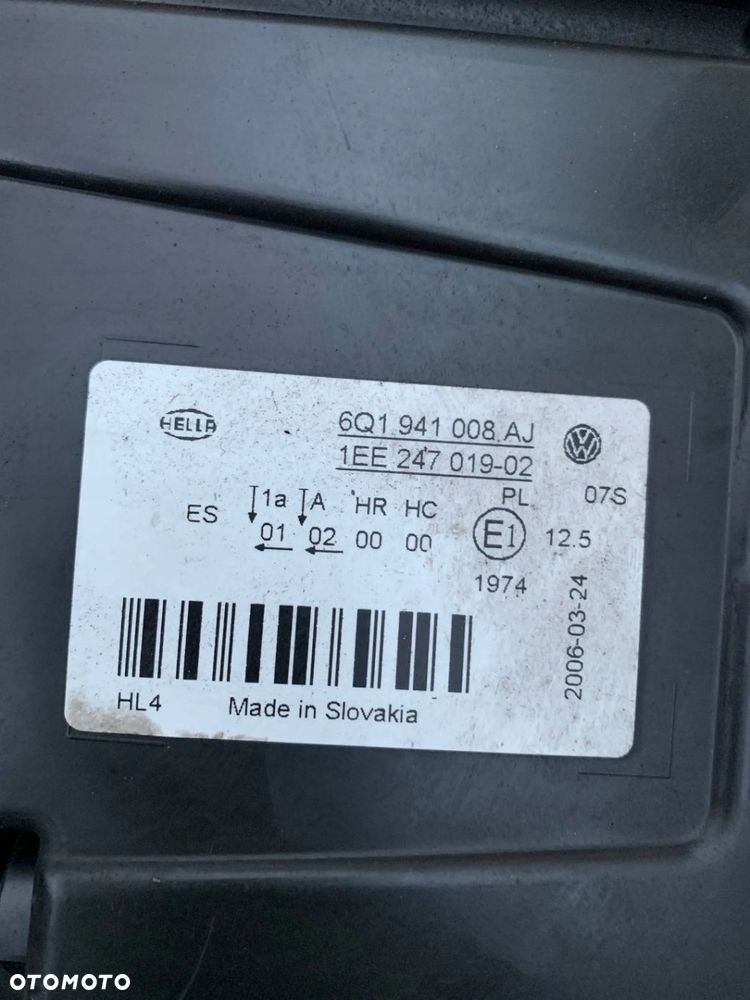 HELLA
6Q1 941 008 AJ
1EE 247 019-02
PL 07S
ES 1a A HR HC
01 02 00 00
E1 12.5
1974
2006-03-24
HL4 Made in Slovakia
OTOMOTO